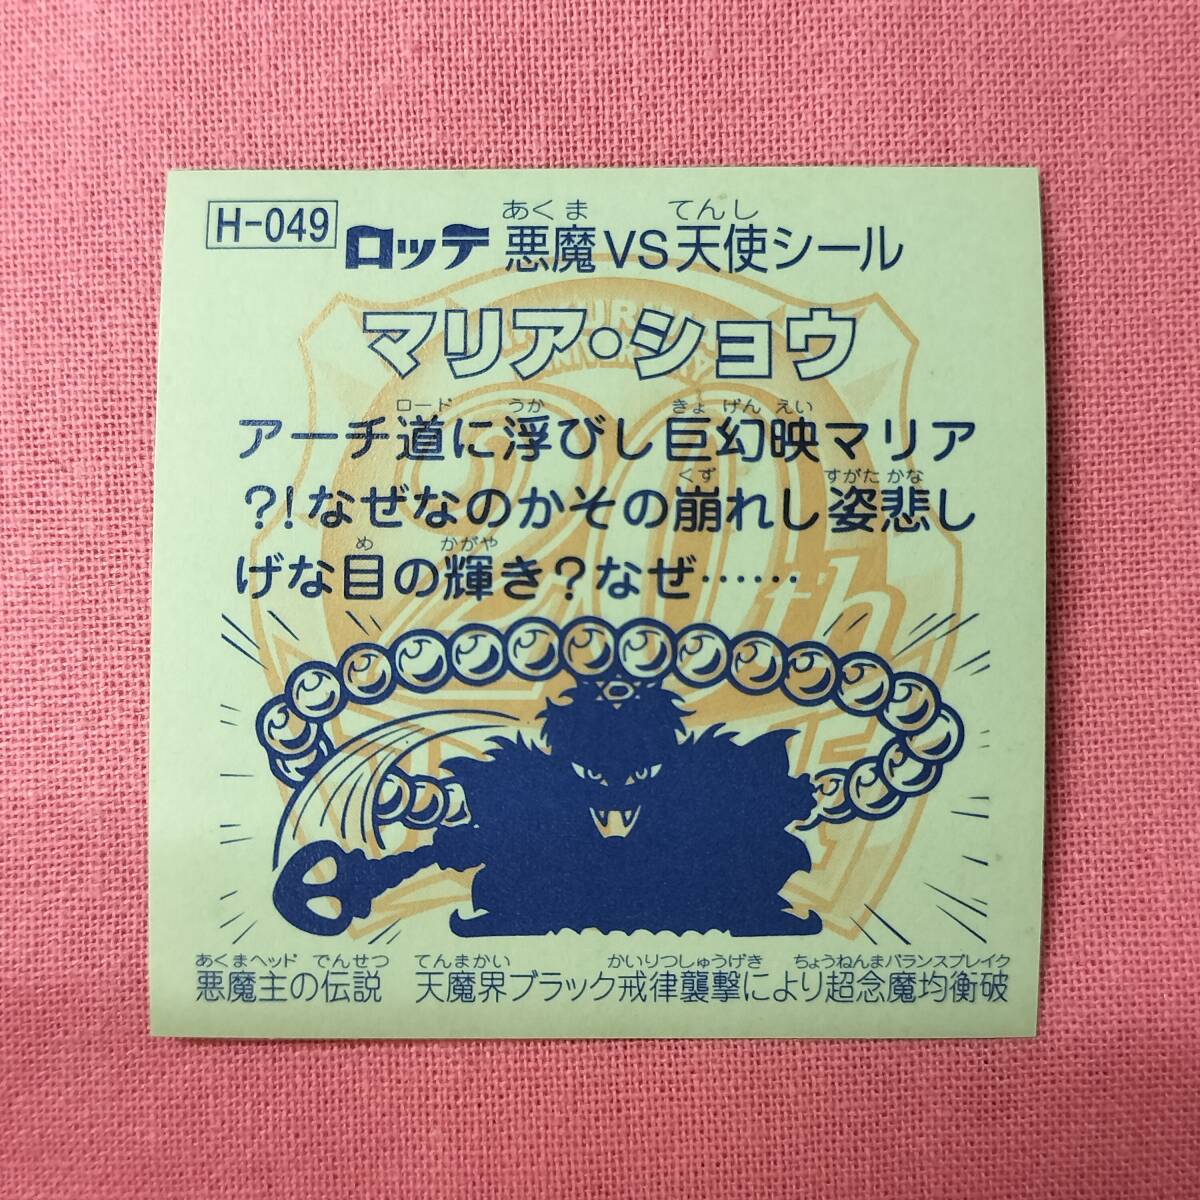 H-049 ロッテ 悪魔VS天使シール
あくま てんし
マリア・ショウ
ロード うか きょ げん えい
アーチ道に浮びし巨幻映マリア
くず すがた かな
?!なぜなのかその崩れし姿悲し
め かがや
げな目の輝き?なぜ……
20th
あくまヘッド でんせつ てんまかい かいりつしゅうげき ちょうねんまバランスブレイク
悪魔主の伝説 天魔界ブラック戒律襲撃により超念魔均衡破